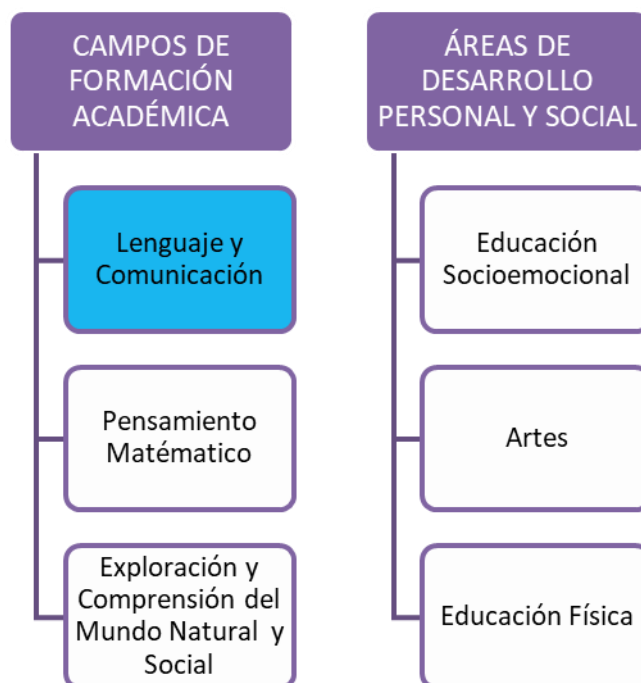 CAMPOS DE
FORMACIÓN
ACADÉMICA
Lenguaje y
Comunicación
Pensamiento
Matématico
Exploración y
Comprensión del
Mundo Natural y
Social
ÁREAS DE
DESARROLLO
PERSONAL Y SOCIAL
Educación
Socioemocional
Artes
Educación Física